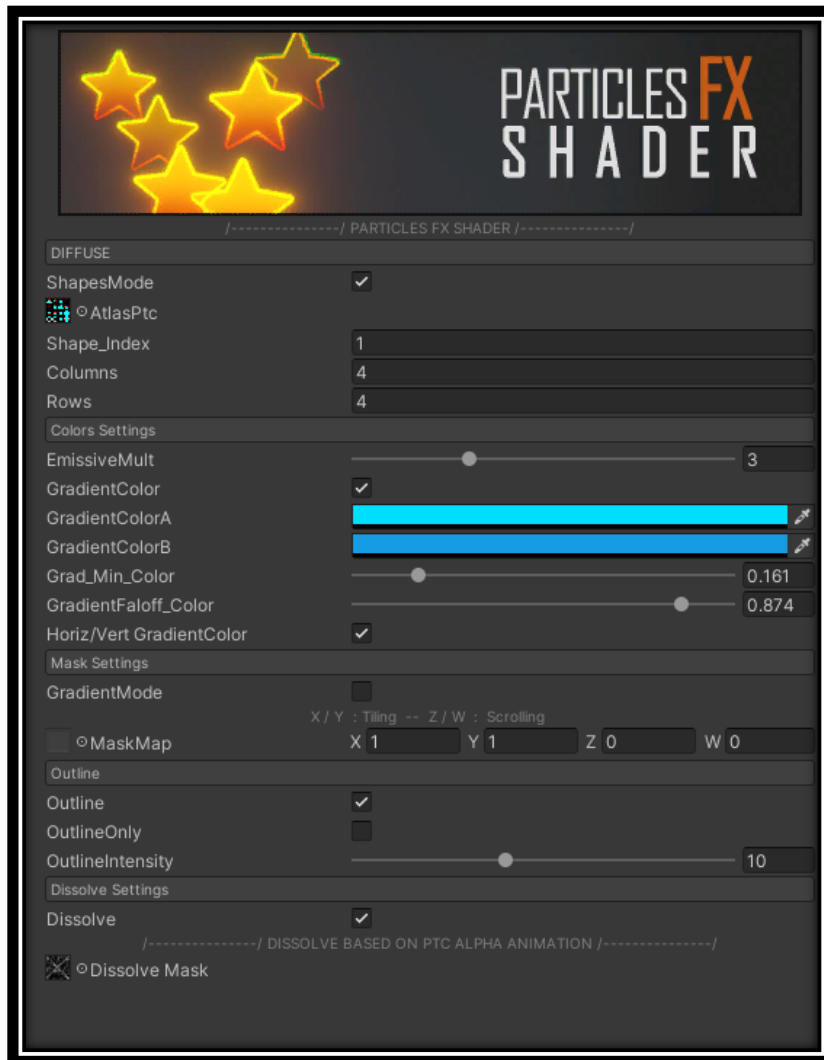 PARTICLES FX
SHADER
/---------------/ PARTICLES FX SHADER /---------------/
DIFFUSE
ShapesMode
AtlasPtc
Shape_Index 1
Columns 4
Rows 4
Colors Settings
EmissiveMult 3
GradientColor
GradientColorA
GradientColorB
Grad_Min_Color 0.161
GradientFaloff_Color 0.874
Horiz/Vert GradientColor
Mask Settings
GradientMode
X / Y : Tiling -- Z / W : Scrolling
MaskMap X 1 Y 1 Z 0 W 0
Outline
Outline
OutlineOnly
OutlineIntensity 10
Dissolve Settings
Dissolve
/---------------/ DISSOLVE BASED ON PTC ALPHA ANIMATION /---------------/
Dissolve Mask